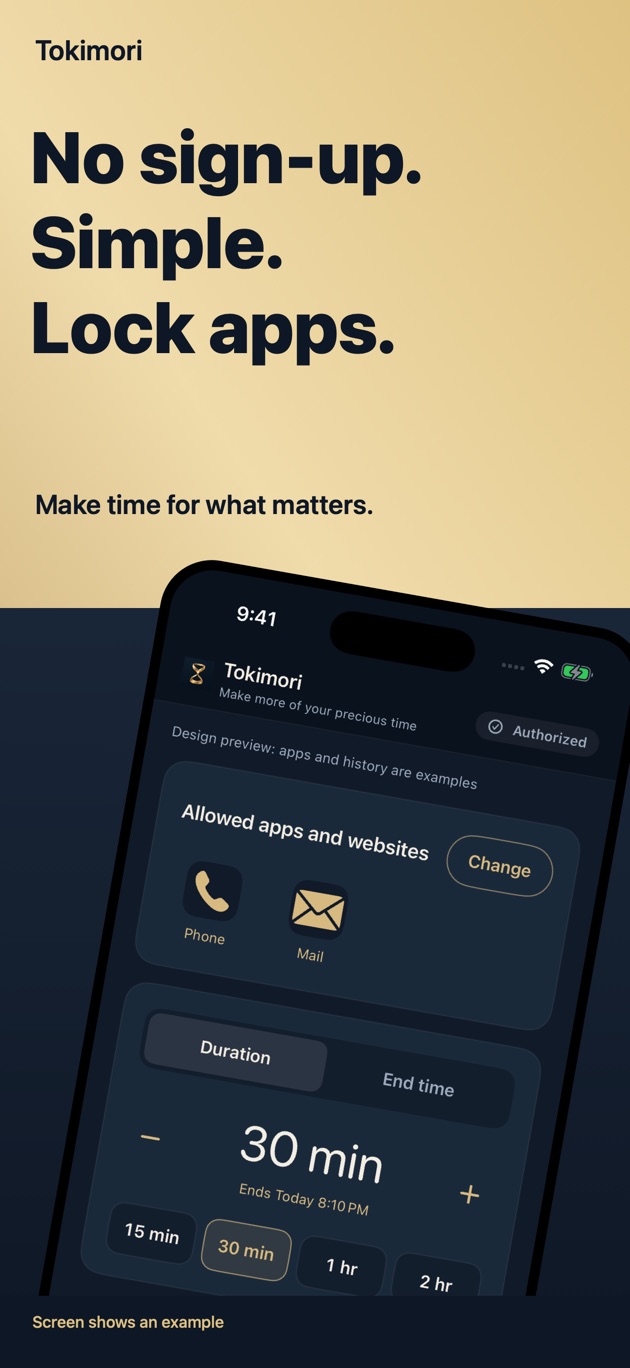 Tokimori
No sign-up.
Simple.
Lock apps.
Make time for what matters.
9:41
Tokimori
Make more of your precious time
Authorized
Design preview: apps and history are examples
Allowed apps and websites
Change
Phone
Mail
Duration
End time
− 30 min +
Ends Today 8:10 PM
15 min
30 min
1 hr
2 hr
Screen shows an example